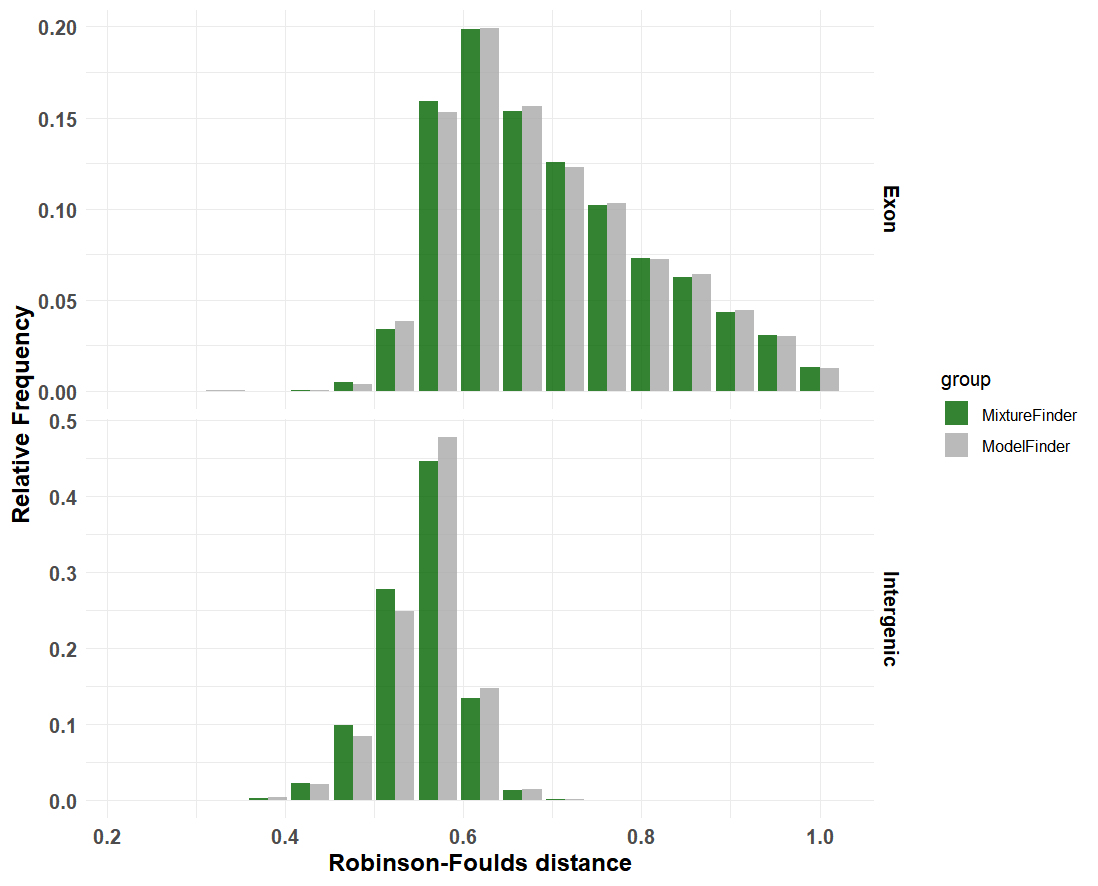 0.20
0.15
0.10
0.05
0.00
Exon
0.5
0.4
0.3
0.2
0.1
0.0
Intergenic
Relative Frequency
0.2 0.4 0.6 0.8 1.0
Robinson-Foulds distance
group
MixtureFinder
ModelFinder